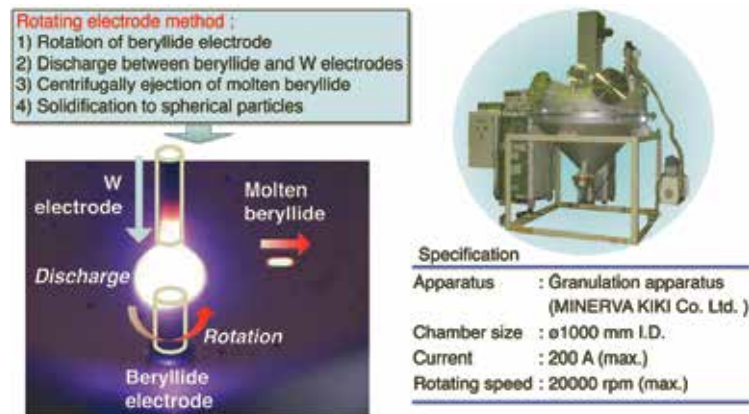 Rotating electrode method :
1) Rotation of beryllide electrode
2) Discharge between beryllide and W electrodes
3) Centrifugally ejection of molten beryllide
4) Solidification to spherical particles
W
electrode
Molten
beryllide
Discharge
Rotation
Beryllide
electrode
Specification
Apparatus : Granulation apparatus
(MINERVA KIKI Co. Ltd. )
Chamber size : ø1000 mm I.D.
Current : 200 A (max.)
Rotating speed : 20000 rpm (max.)